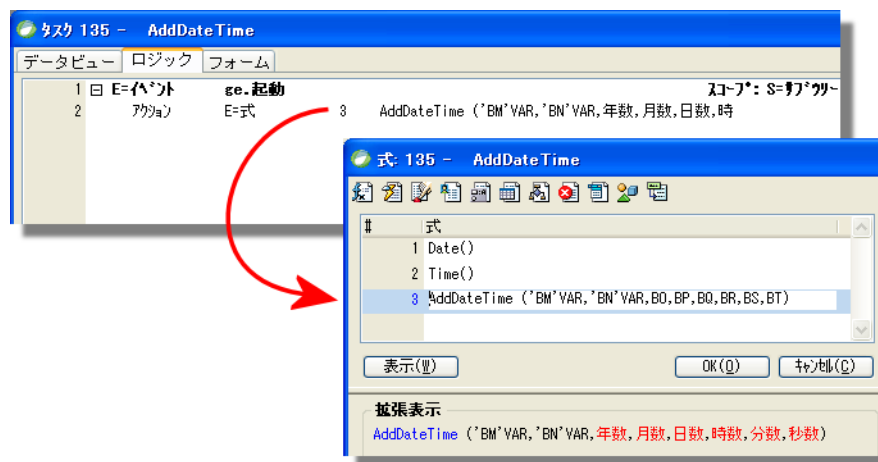 タスク 135 - AddDateTime
データビュー ロジック フォーム
1 E=イベント ge.起動 スコープ: S=サブツリー
2 アクション E=式 3 AddDateTime ('BM'VAR,'BN'VAR,年数,月数,日数,時
式: 135 - AddDateTime
# 式
1 Date()
2 Time()
3 AddDateTime ('BM'VAR,'BN'VAR,BO,BP,BQ,BR,BS,BT)
表示(W) OK(O) キャンセル(C)
拡張表示
AddDateTime ('BM'VAR,'BN'VAR,年数,月数,日数,時数,分数,秒数)